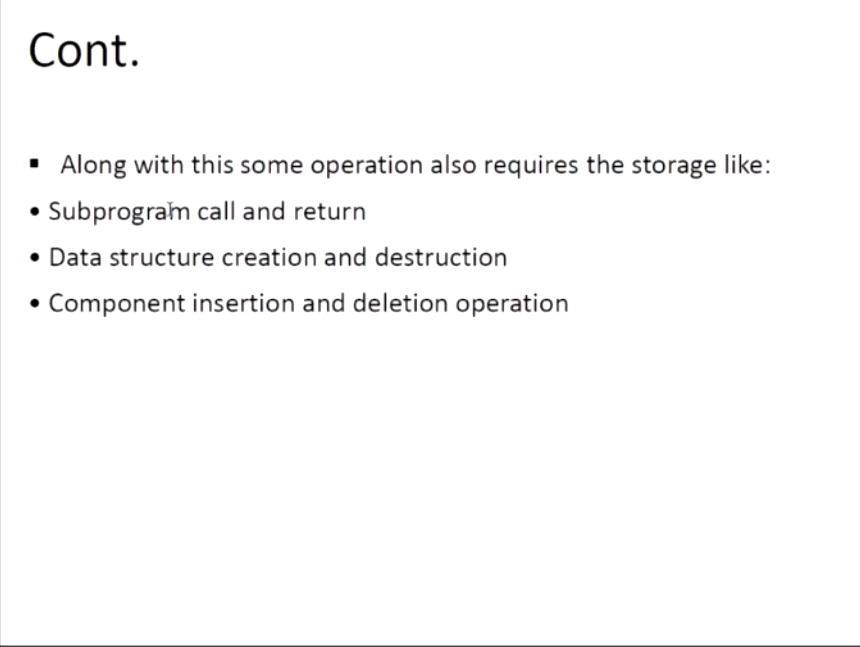 Cont.
▪ Along with this some operation also requires the storage like:
• Subprogram call and return
• Data structure creation and destruction
• Component insertion and deletion operation